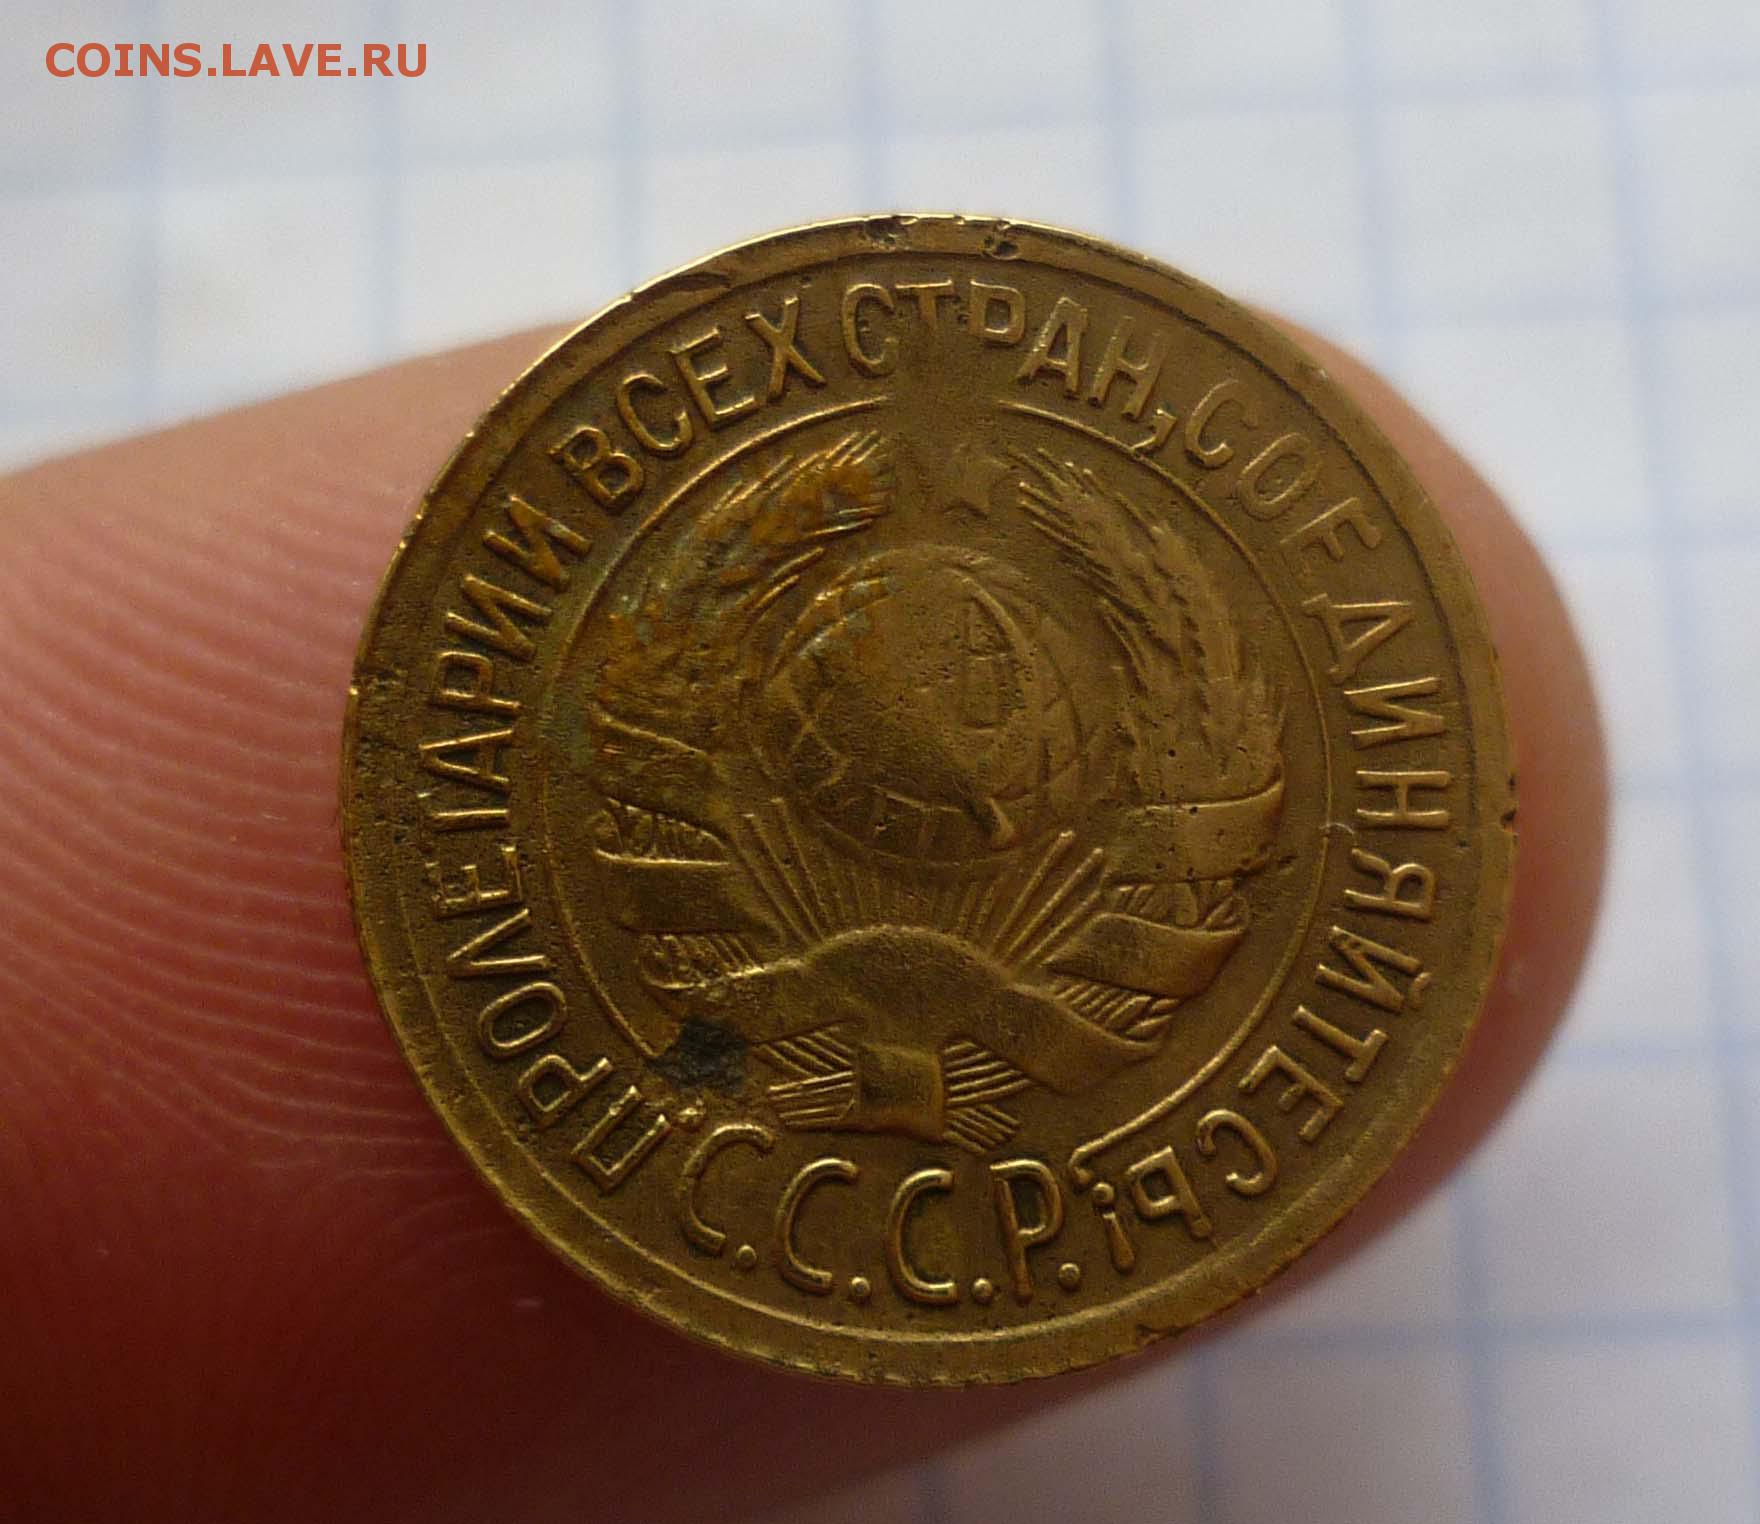 COINS.LAVE.RU
ПРОЛЕТАРИИ ВСЕХ СТРАН, СОЕДИНЯЙТЕСЬ!
С.С.С.Р.